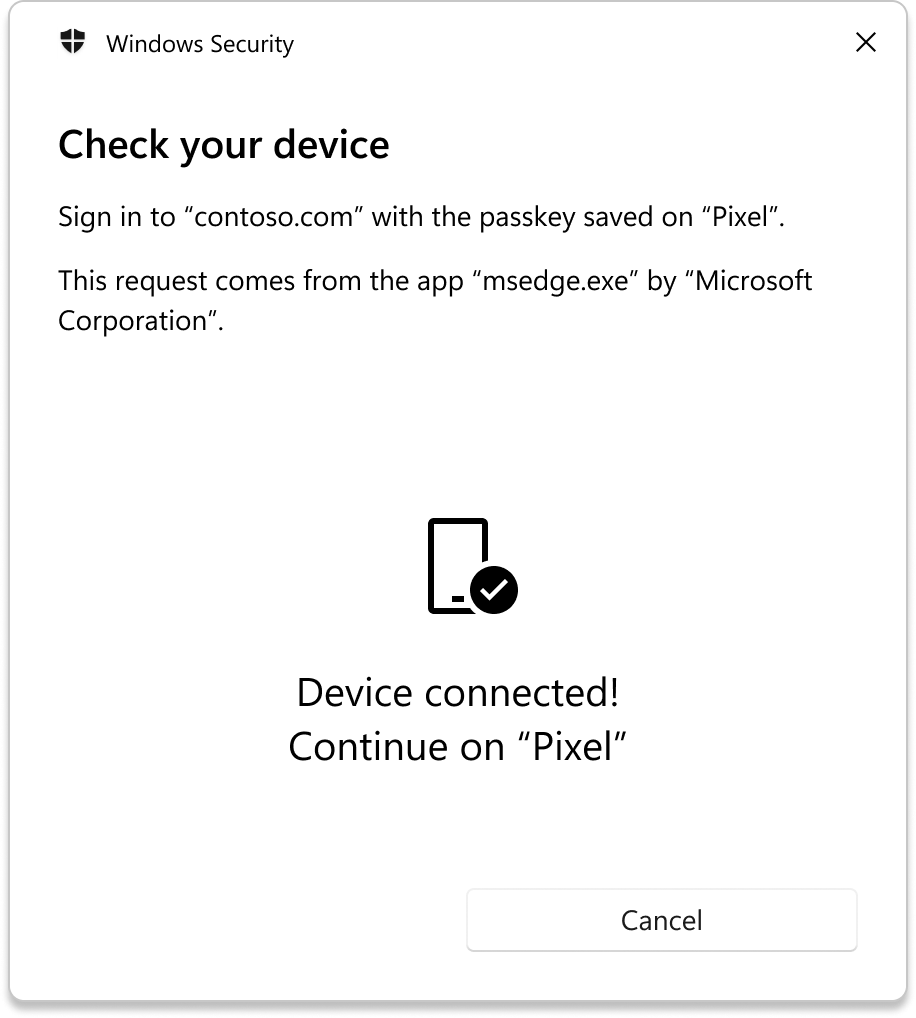 Windows Security
Check your device
Sign in to “contoso.com” with the passkey saved on “Pixel”.
This request comes from the app “msedge.exe” by “Microsoft
Corporation”.
Device connected!
Continue on “Pixel”
Cancel